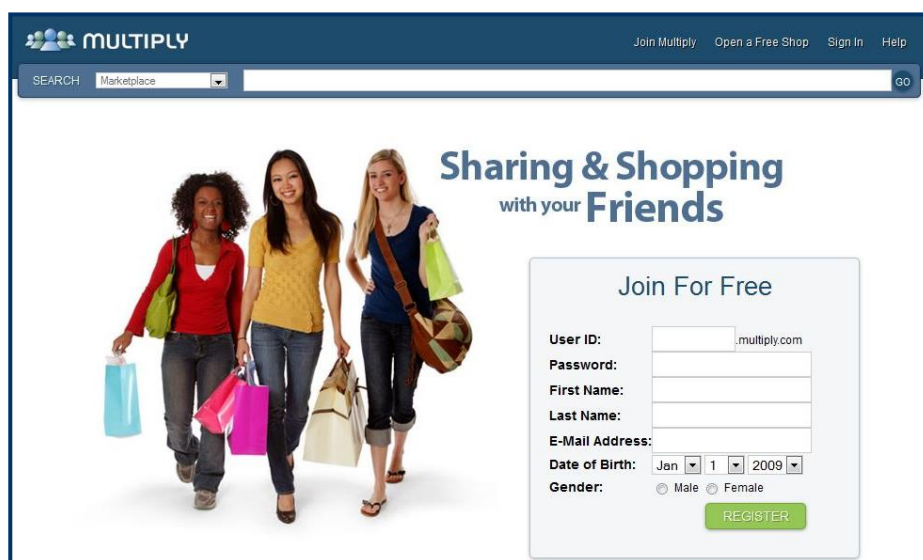 MULTIPLY
Join Multiply Open a Free Shop Sign In Help
SEARCH Marketplace GO
Sharing & Shopping
with your Friends
Join For Free
User ID: .multiply.com
Password:
First Name:
Last Name:
E-Mail Address:
Date of Birth: Jan 1 2009
Gender: Male Female
REGISTER